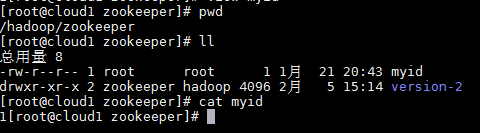 [root@cloud1 zookeeper]# pwd
/hadoop/zookeeper
[root@cloud1 zookeeper]# ll
总用量 8
-rw-r--r-- 1 root      root      1 1月  21 20:43 myid
drwxr-xr-x 2 zookeeper hadoop 4096 2月   5 15:14 version-2
[root@cloud1 zookeeper]# cat myid
1[root@cloud1 zookeeper]#